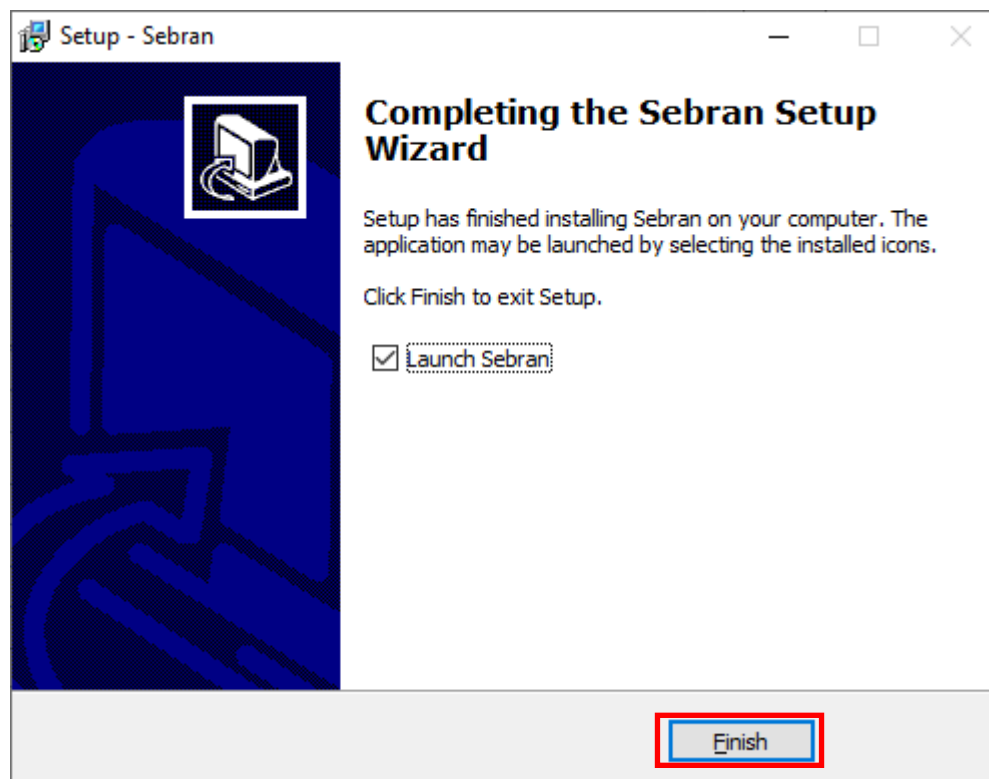 Setup - Sebran
Completing the Sebran Setup
Wizard
Setup has finished installing Sebran on your computer. The
application may be launched by selecting the installed icons.
Click Finish to exit Setup.
Launch Sebran
Finish